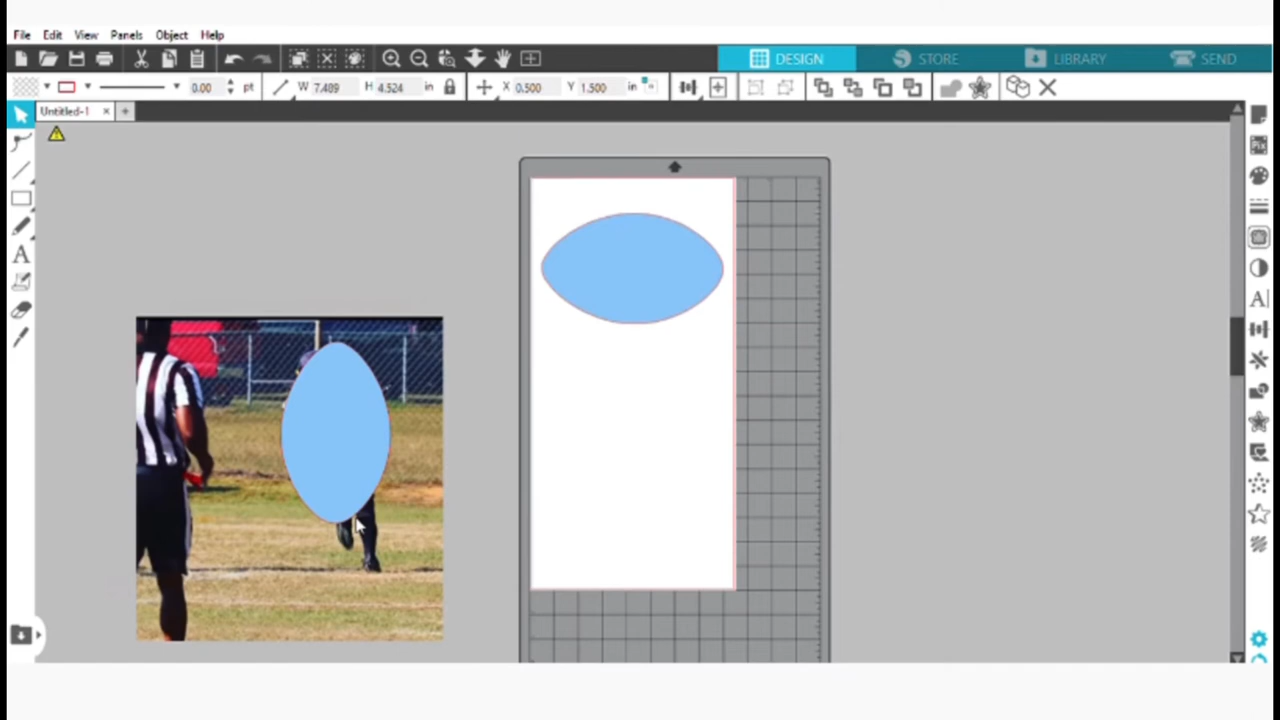 File Edit View Panels Object Help
DESIGN STORE LIBRARY SEND
0.00 pt W 7.489 H 4.524 in X 0.500 Y 1.500 in
Untitled-1